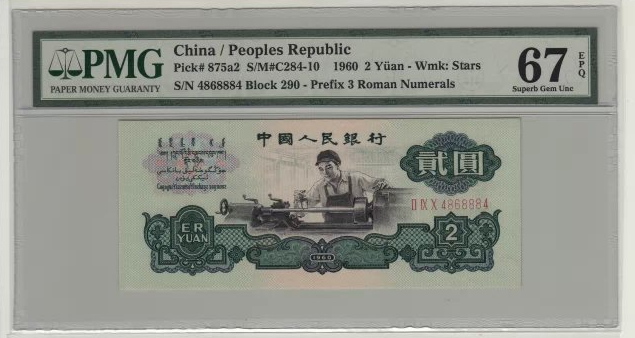 PMG
PAPER MONEY GUARANTY
China / Peoples Republic
Pick# 875a2 S/M#C284-10 1960 2 Yüan - Wmk: Stars
S/N 4868884 Block 290 - Prefix 3 Roman Numerals
67 EPQ
Superb Gem Unc
中國人民銀行
貳圓
II IX X 4868884
ER
YUAN
2
1960